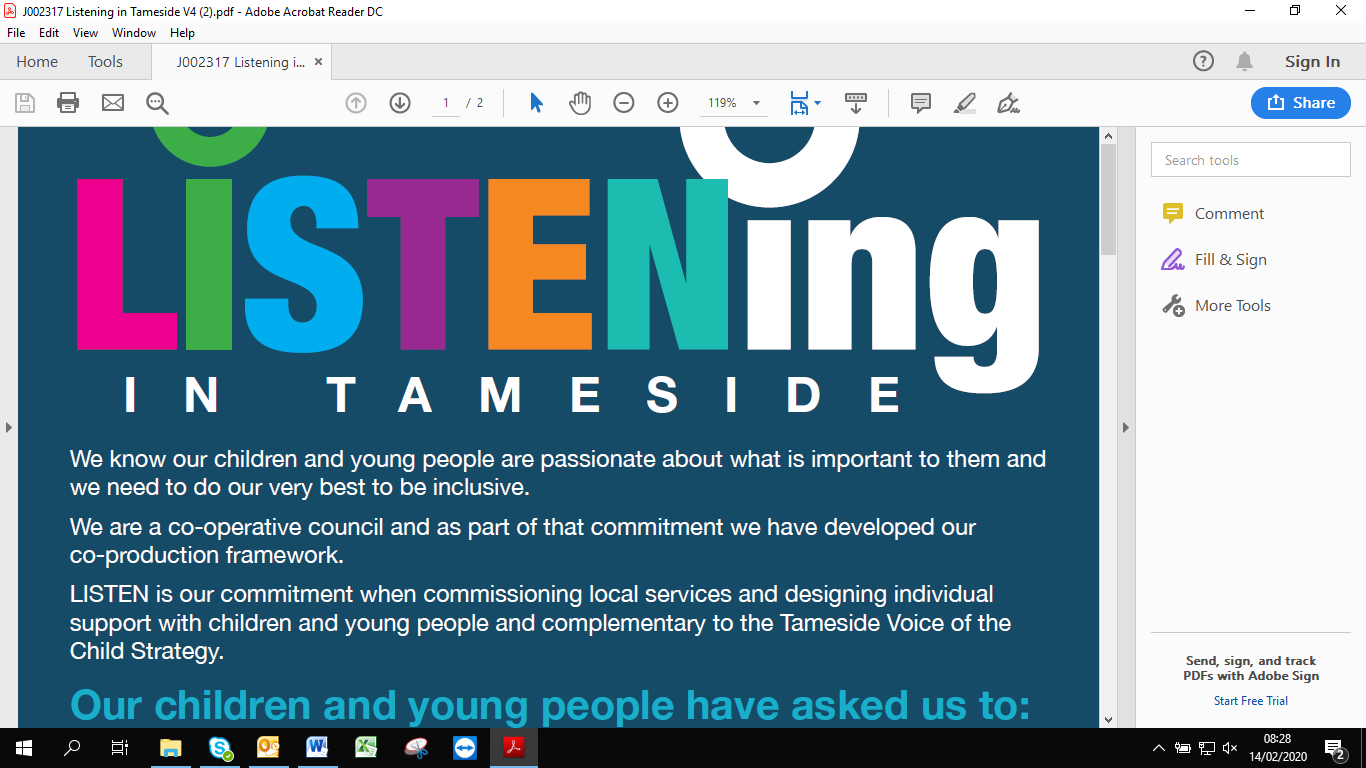 J002317 Listening in Tameside V4 (2).pdf - Adobe Acrobat Reader DC
File Edit View Window Help
Home Tools J002317 Listening i... × Sign In
1 / 2 119% Share
LISTENing
IN TAMESIDE
We know our children and young people are passionate about what is important to them and
we need to do our very best to be inclusive.
We are a co-operative council and as part of that commitment we have developed our
co-production framework.
LISTEN is our commitment when commissioning local services and designing individual
support with children and young people and complementary to the Tameside Voice of the
Child Strategy.
Our children and young people have asked us to:
Search tools
Comment
Fill & Sign
More Tools
Send, sign, and track
PDFs with Adobe Sign
Start Free Trial
08:28
14/02/2020
2